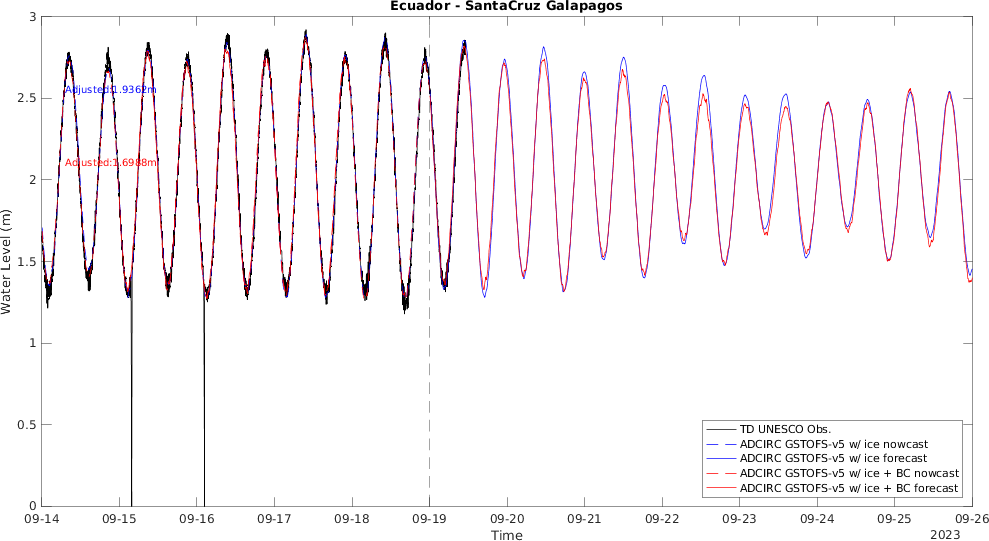 Ecuador - SantaCruz Galapagos
Water Level (m)
3
2.5
2
1.5
1
0.5
0
Adjusted:1.9362m
Adjusted:1.6988m
TD UNESCO Obs.
ADCIRC GSTOFS-v5 w/ ice nowcast
ADCIRC GSTOFS-v5 w/ ice forecast
ADCIRC GSTOFS-v5 w/ ice + BC nowcast
ADCIRC GSTOFS-v5 w/ ice + BC forecast
09-14 09-15 09-16 09-17 09-18 09-19 09-20 09-21 09-22 09-23 09-24 09-25 09-26
Time
2023